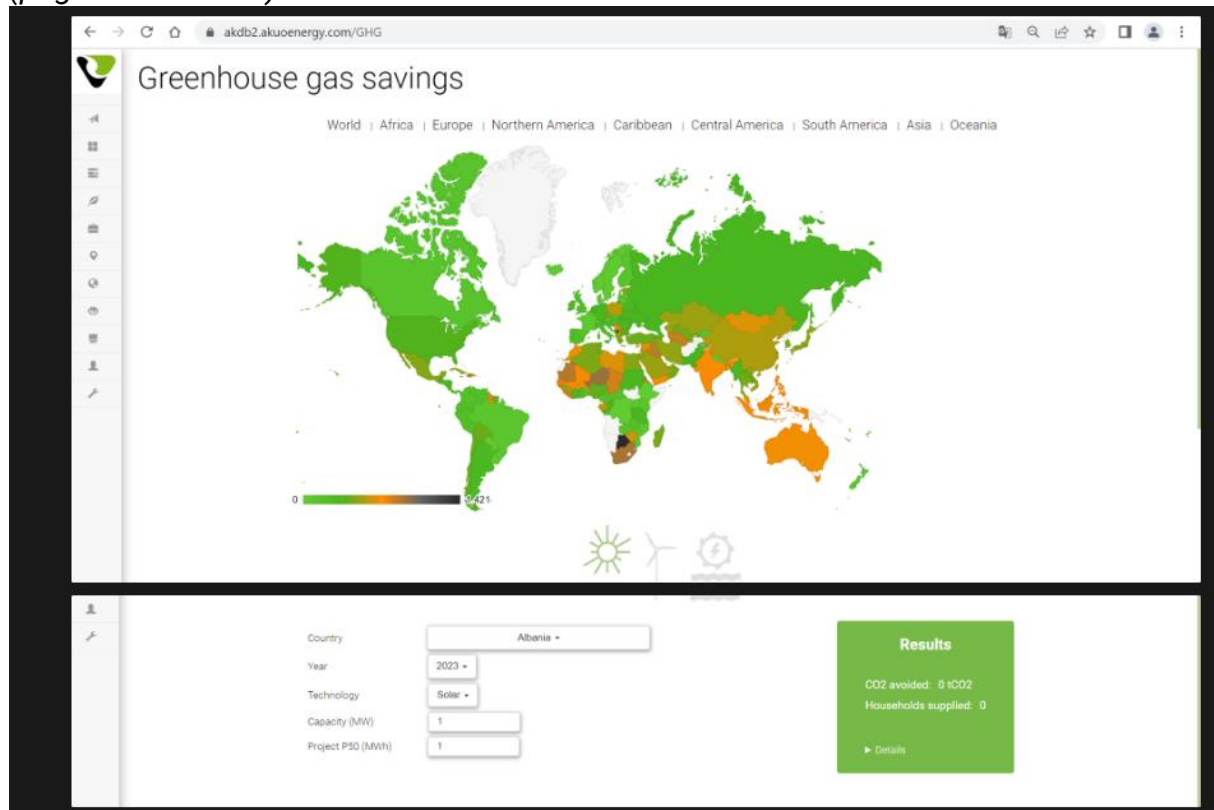 akdb2.akuoenergy.com/GHG
Greenhouse gas savings
World | Africa | Europe | Northern America | Caribbean | Central America | South America | Asia | Oceania
0
Country Albania
Year 2023
Technology Solar
Capacity (MW) 1
Project P50 (MWh) 1
Results
CO2 avoided: 0 tCO2
Households supplied: 0
Details